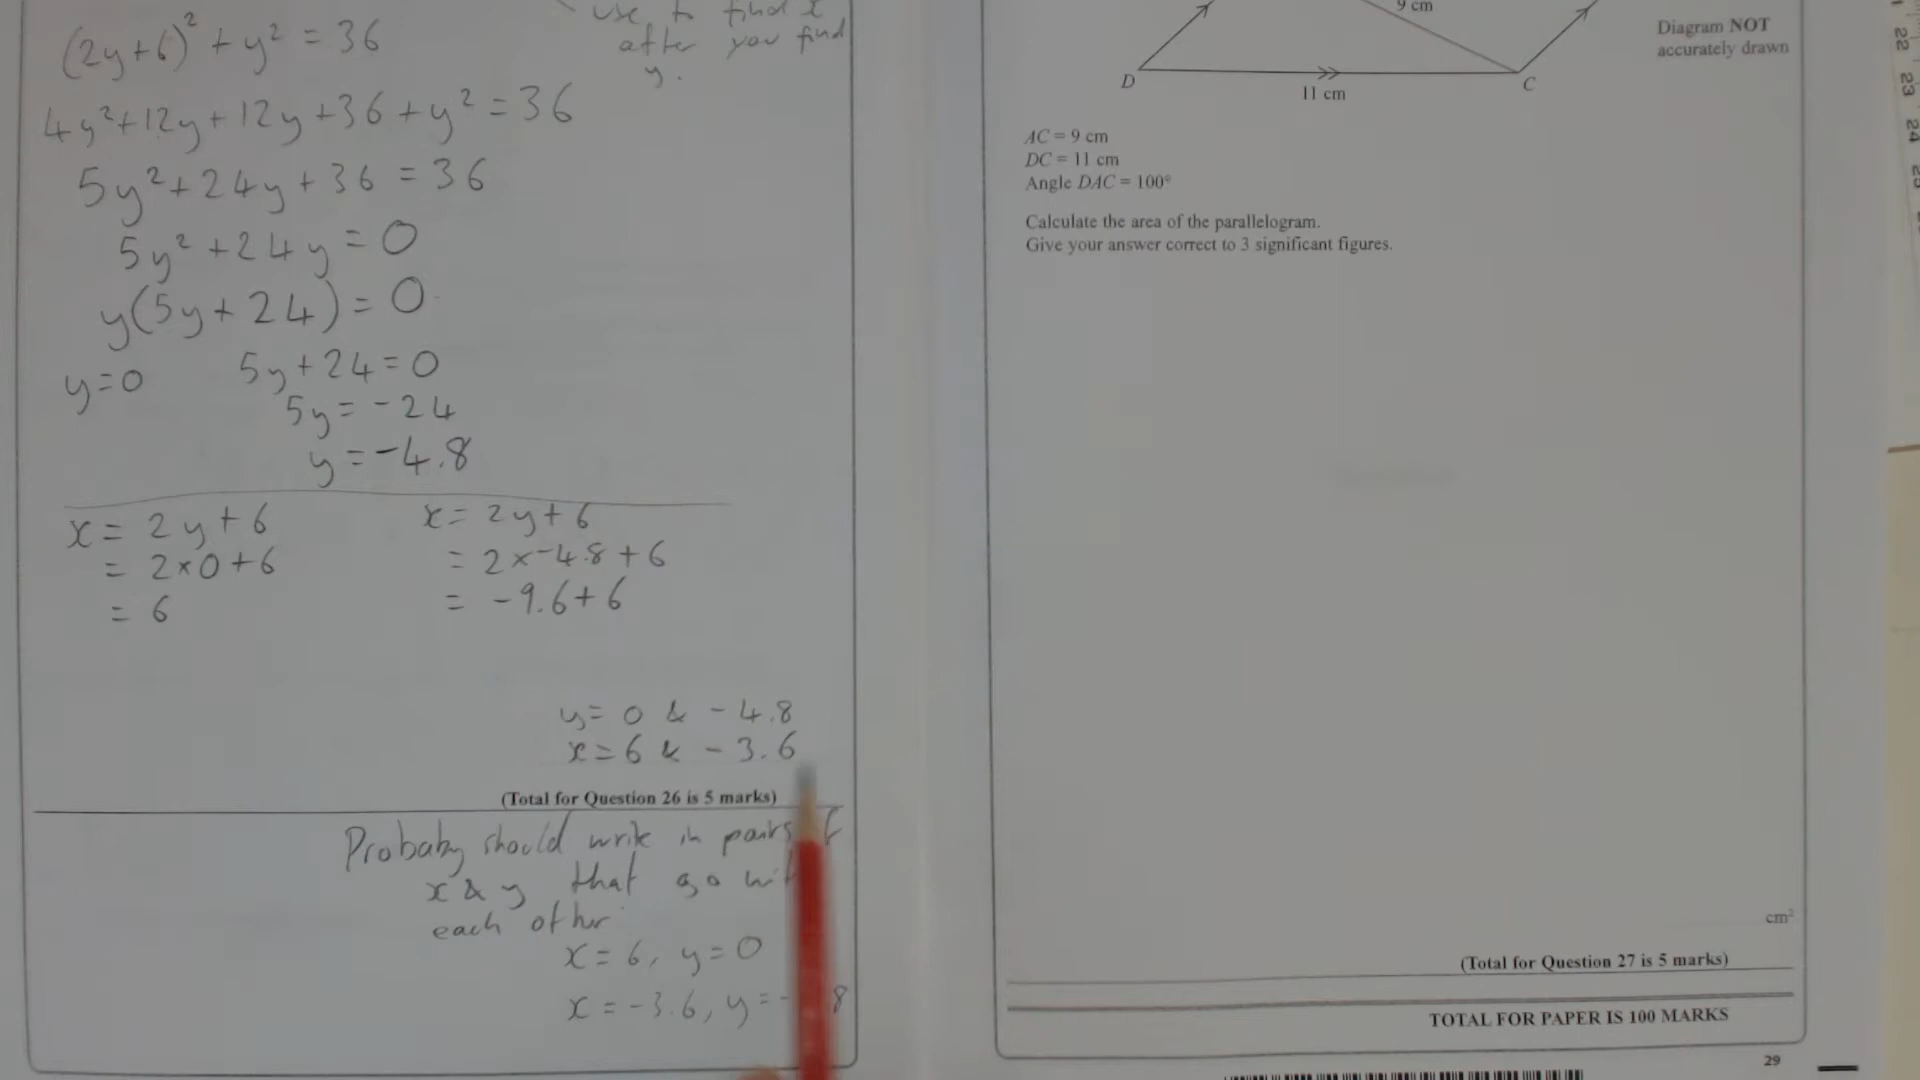 use to find x
after you find
y.
(2y+6)² + y² = 36
4y²+12y+12y+36+y²=36
5y²+24y+36 = 36
5y²+24y=0
y(5y+24)=0
y=0 5y+24=0
5y=-24
y=-4.8
x= 2y+6
= 2×0+6
= 6
x= 2y+6
= 2×-4.8+6
= -9.6+6
y= 0 & -4.8
x=6 & -3.6
(Total for Question 26 is 5 marks)
Probaby should write in pairs
x & y that go
each other
x=6, y=0
x=-3.6, y=- 8
9 cm
Diagram NOT
accurately drawn
D
C
11 cm
AC = 9 cm
DC = 11 cm
Angle DAC = 100°
Calculate the area of the parallelogram.
Give your answer correct to 3 significant figures.
cm²
(Total for Question 27 is 5 marks)
TOTAL FOR PAPER IS 100 MARKS
29
22
23
24